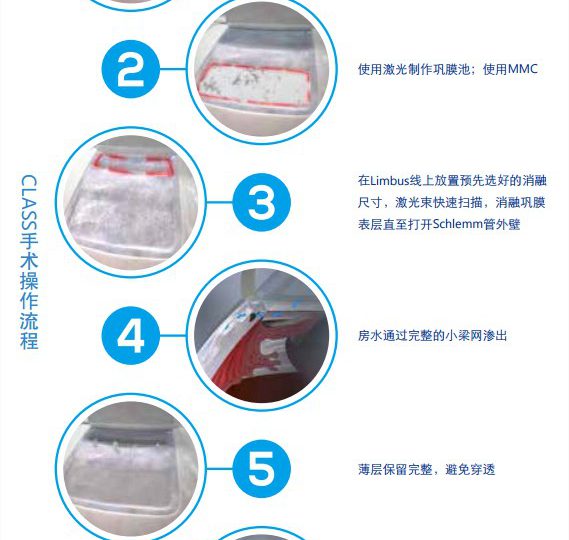 CLASS手术操作流程
2
使用激光制作巩膜池；使用MMC
3
在Limbus线上放置预先选好的消融
尺寸，激光束快速扫描，消融巩膜
表层直至打开Schlemm管外壁
4
房水通过完整的小梁网渗出
5
薄层保留完整，避免穿透